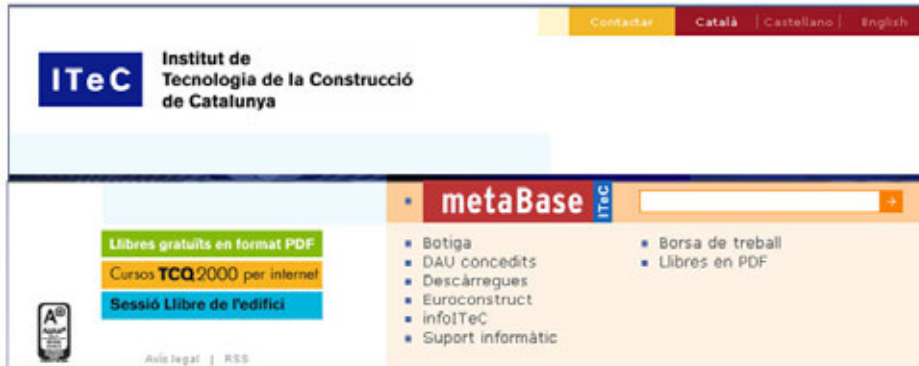 Contactar
Català | Castellano | English
ITeC
Institut de
Tecnologia de la Construcció
de Catalunya
metaBase ITeC
Llibres gratuïts en format PDF
Cursos TCQ2000 per internet
Sessió Llibre de l'edifici
Botiga
DAU concedits
Descàrregues
Euroconstruct
infoITeC
Suport informàtic
Borsa de treball
Llibres en PDF
Avís legal | RSS